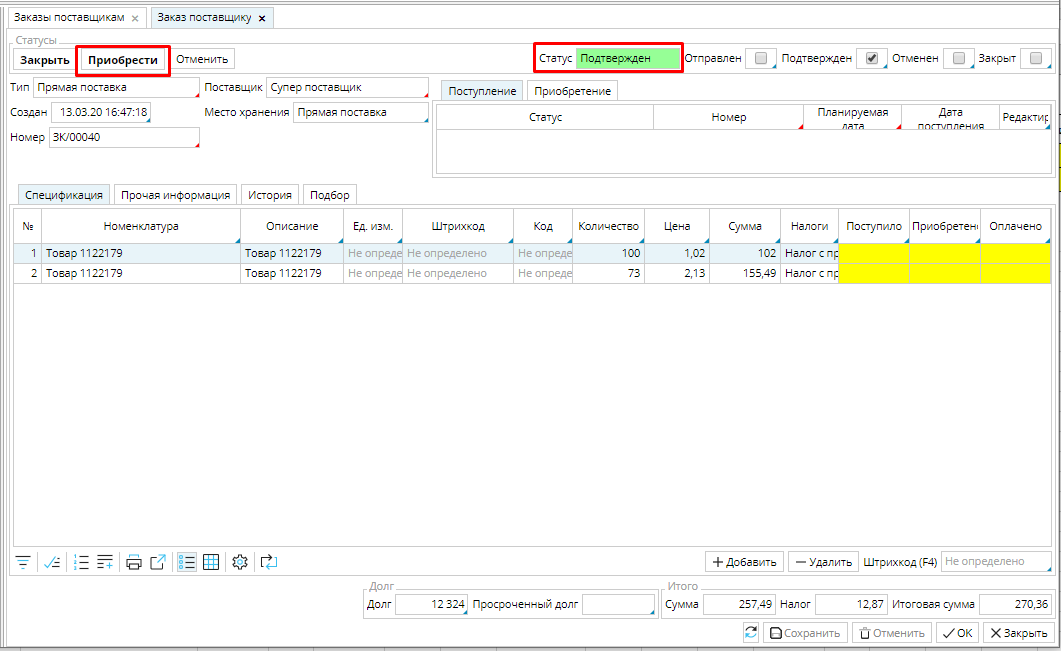 Заказы поставщикам × Заказ поставщику ×
Статусы
Закрыть Приобрести Отменить Статус Подтвержден Отправлен Подтвержден Отменен Закрыт
Тип Прямая поставка Поставщик Супер поставщик
Создан 13.03.20 16:47:18 Место хранения Прямая поставка
Номер ЗК/00040
Поступление Приобретение
Статус Номер Планируемая дата Дата поступления Редактир
Спецификация Прочая информация История Подбор
№ Номенклатура Описание Ед. изм. Штрихкод Код Количество Цена Сумма Налоги Поступило Приобретен Оплачено
1 Товар 1122179 Товар 1122179 Не опреде Не определено Не опреде 100 1,02 102 Налог с пр
2 Товар 1122179 Товар 1122179 Не опреде Не определено Не опреде 73 2,13 155,49 Налог с пр
Добавить Удалить Штрихкод (F4) Не определено
Долг Итого
Долг 12 324 Просроченный долг Сумма 257,49 Налог 12,87 Итоговая сумма 270,36
Сохранить Отменить OK Закрыть